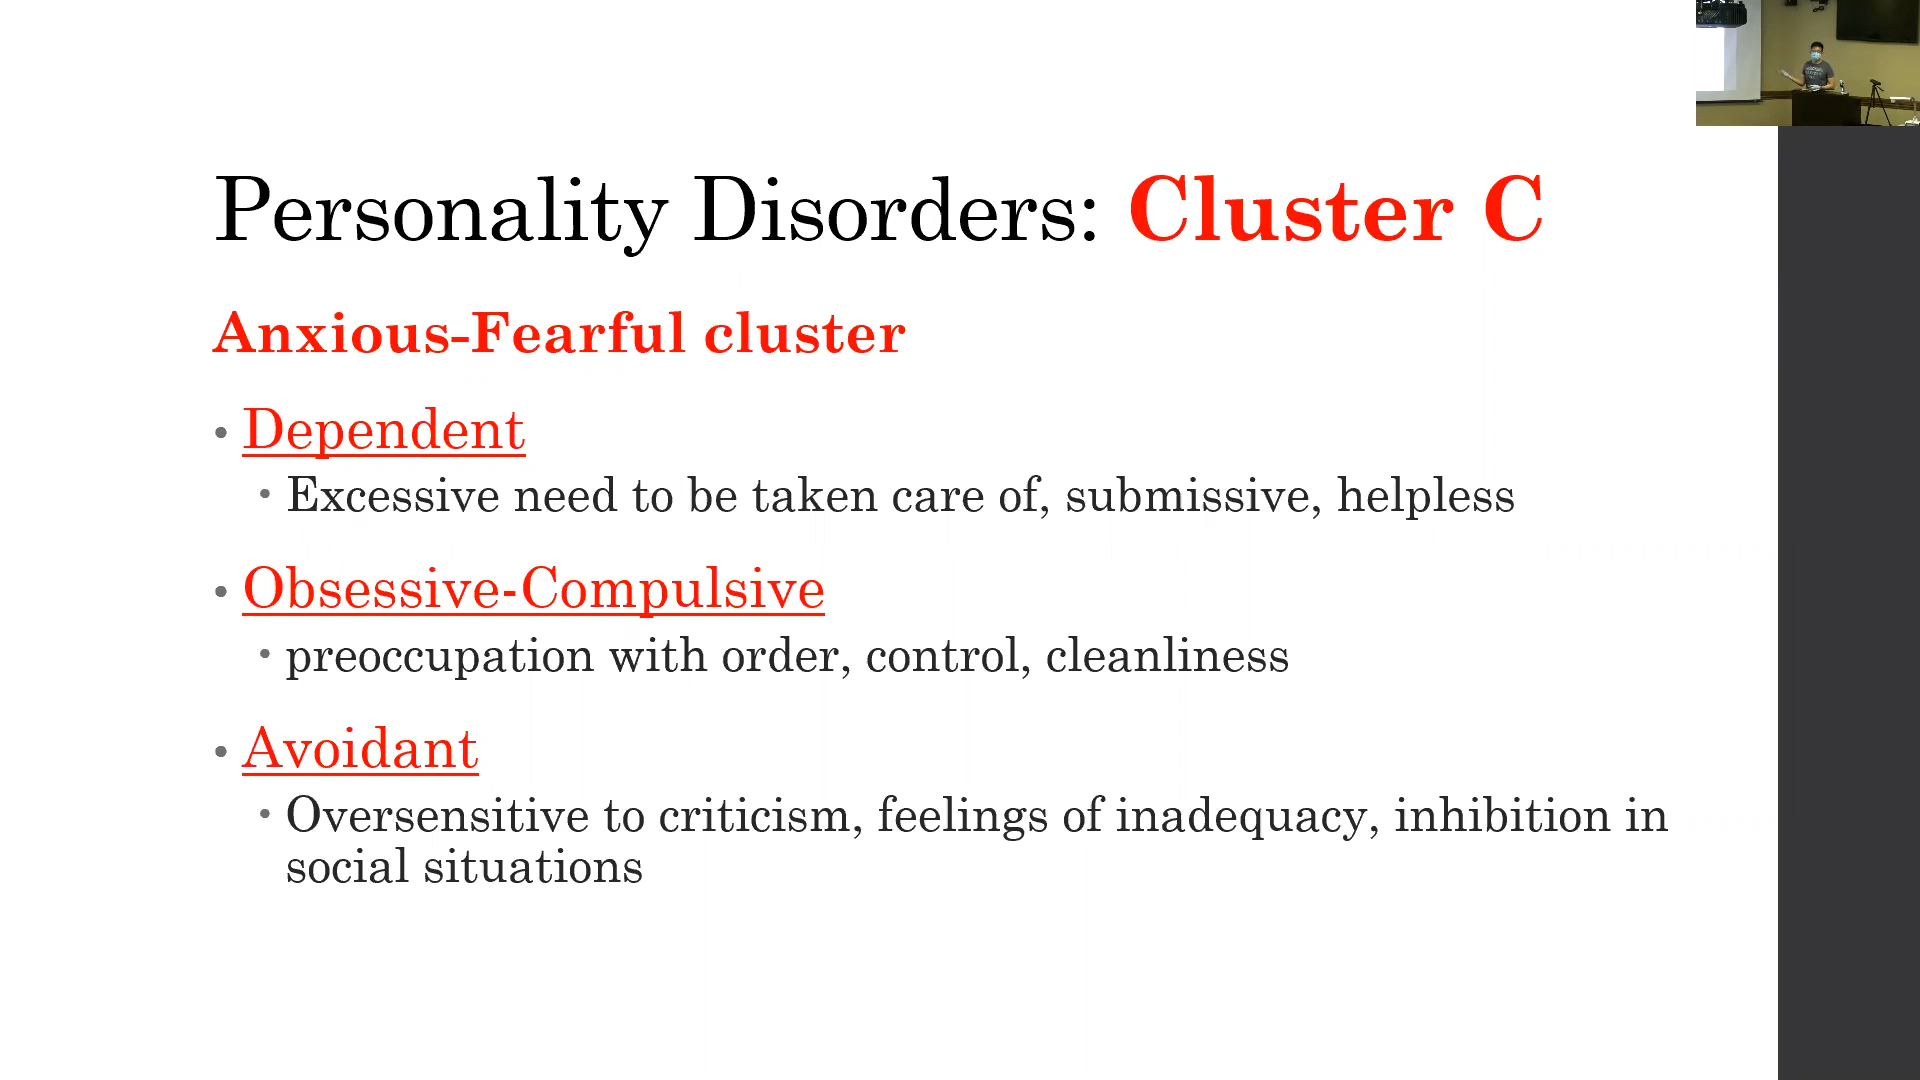 Personality Disorders: Cluster C
Anxious-Fearful cluster
• Dependent
• Excessive need to be taken care of, submissive, helpless
• Obsessive-Compulsive
• preoccupation with order, control, cleanliness
• Avoidant
• Oversensitive to criticism, feelings of inadequacy, inhibition in
social situations